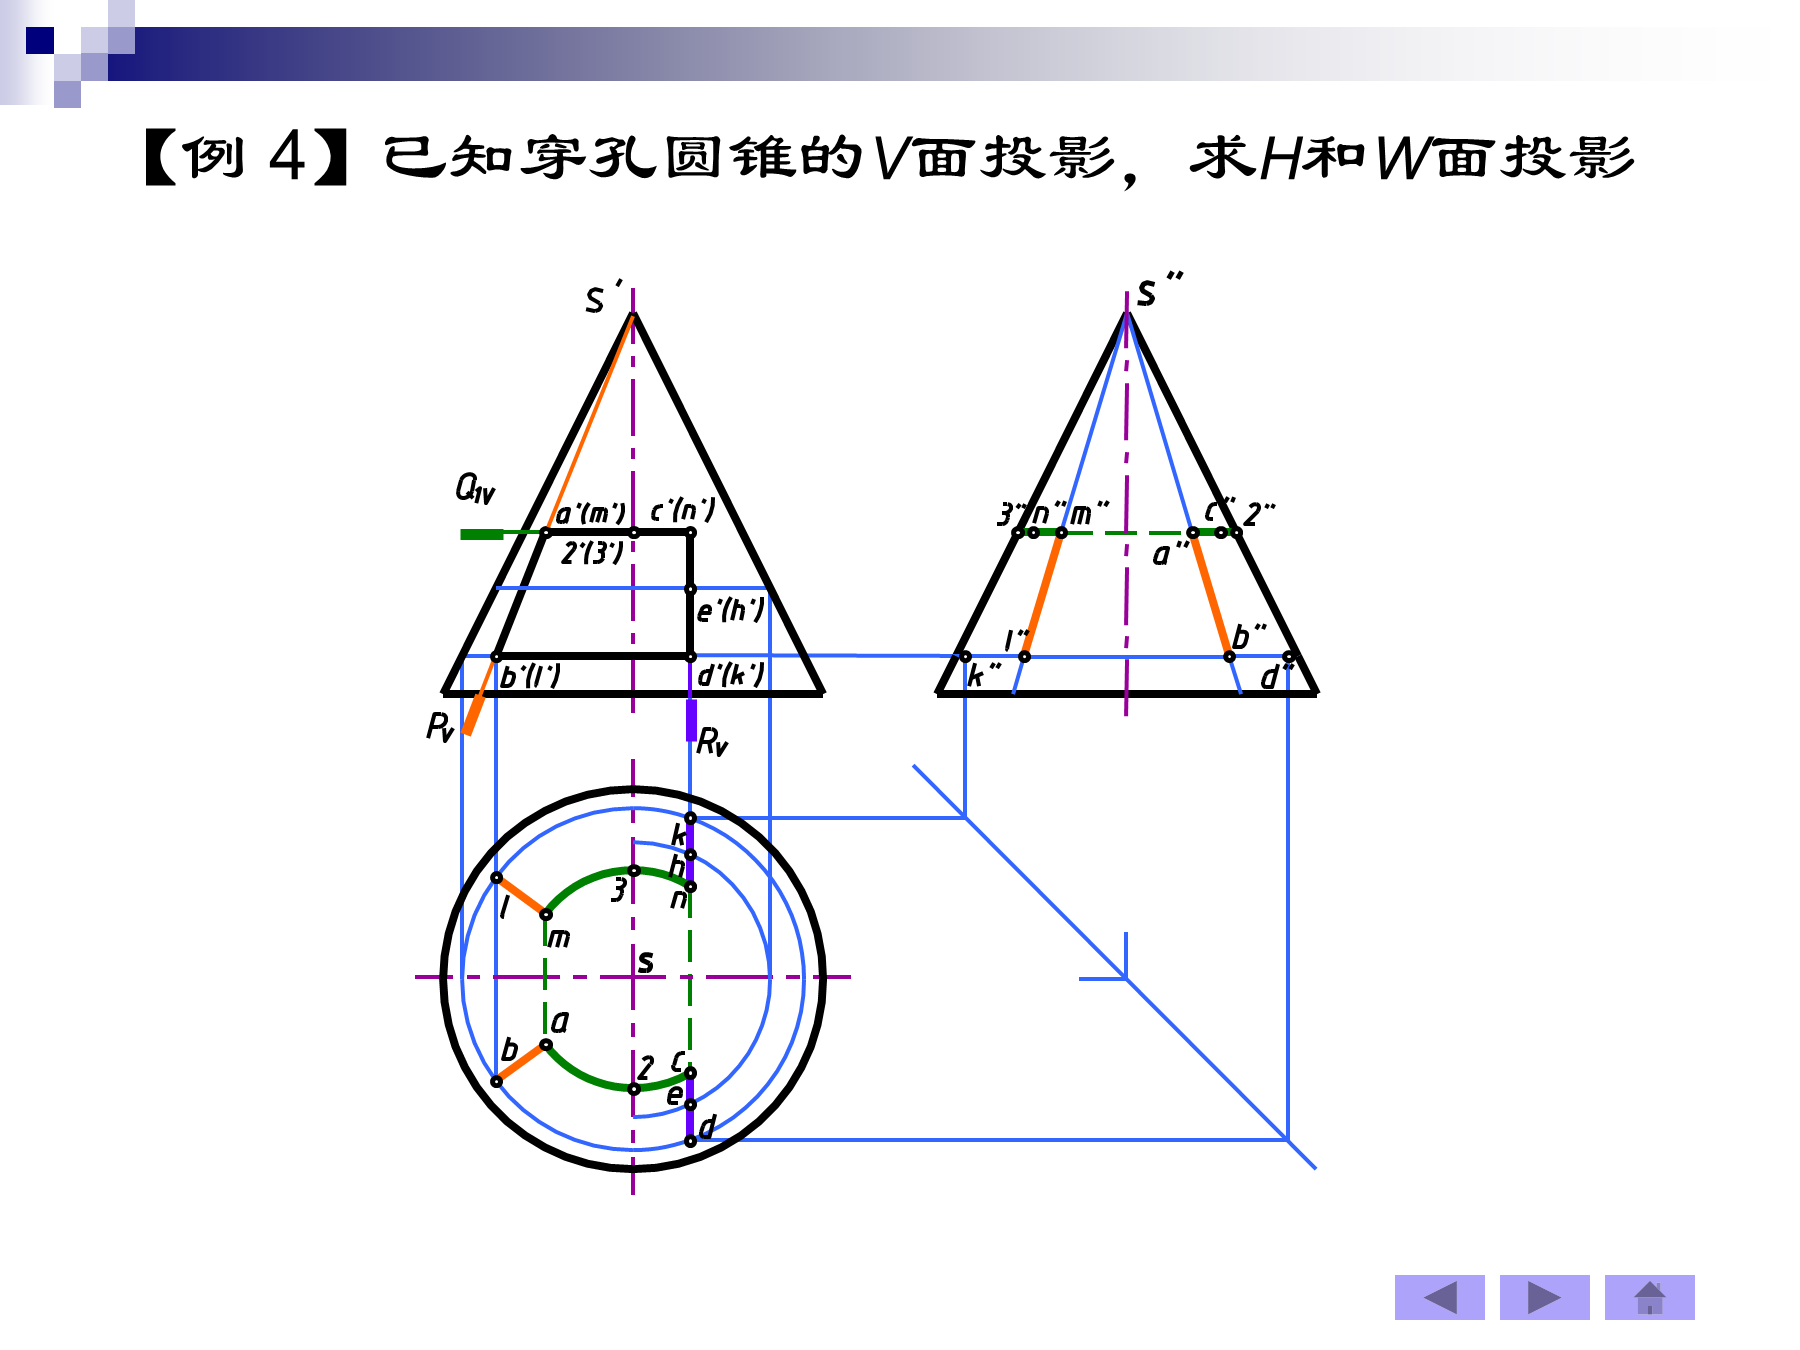 【例 4】已知穿孔圆锥的V面投影，求H和W面投影
s' s"
Q1V a'(m') c'(n') 3" n" m" c" 2"
2'(3') a"
e'(h')
l" b"
b'(l') d'(k') k" d"
PV RV
k
h
3 n
l
m
s
a
b 2 c
e
d